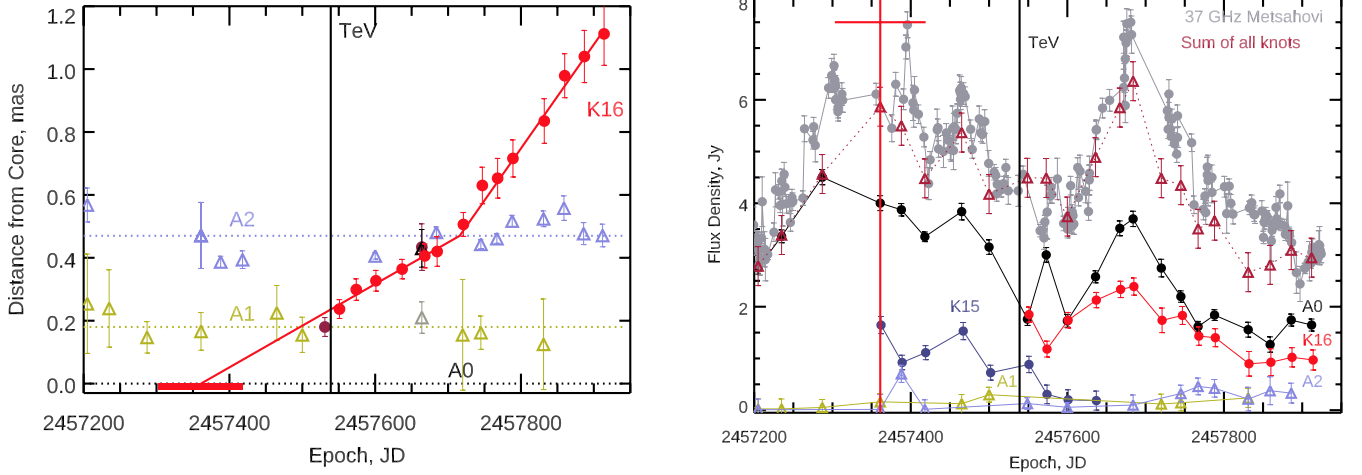 1.2
1.0
0.8
0.6
0.4
0.2
0.0
Distance from Core, mas
TeV
K16
A2
A1
A0
2457200
2457400
2457600
2457800
Epoch, JD
8
6
4
2
0
Flux Density, Jy
37 GHz Metsahovi
Sum of all knots
TeV
K15
A0
K16
A1
A2
2457200
2457400
2457600
2457800
Epoch, JD